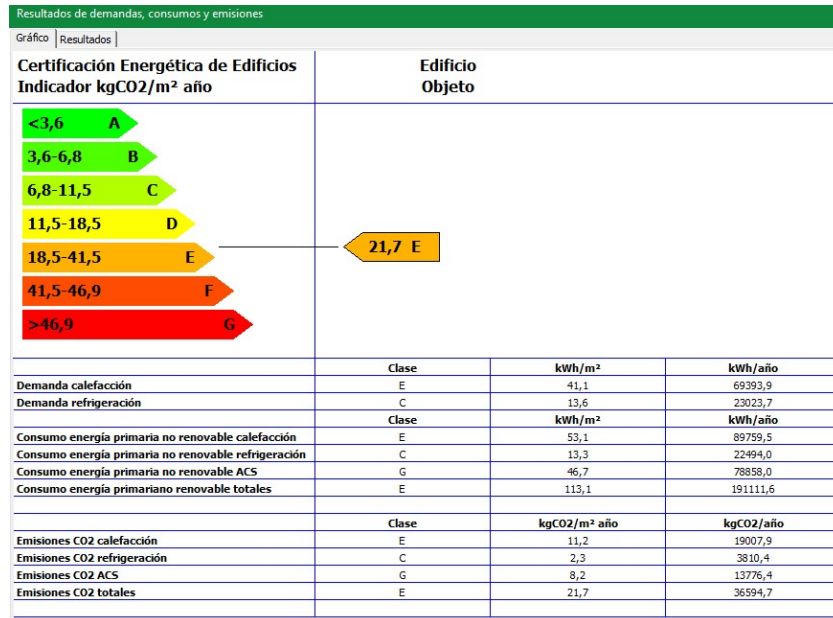 Resultados de demandas, consumos y emisiones
Gráfico Resultados
Certificación Energética de Edificios
Indicador kgCO2/m² año
Edificio
Objeto
<3,6 A
3,6-6,8 B
6,8-11,5 C
11,5-18,5 D
18,5-41,5 E
21,7 E
41,5-46,9 F
>46,9 G
Clase kWh/m² kWh/año
Demanda calefacción E 41,1 69393,9
Demanda refrigeración C 13,6 23023,7
Clase kWh/m² kWh/año
Consumo energía primaria no renovable calefacción E 53,1 89759,5
Consumo energía primaria no renovable refrigeración C 13,3 22494,0
Consumo energía primaria no renovable ACS G 46,7 78858,0
Consumo energía primariano renovable totales E 113,1 191111,6
Clase kgCO2/m² año kgCO2/año
Emisiones CO2 calefacción E 11,2 19007,9
Emisiones CO2 refrigeración C 2,3 3810,4
Emisiones CO2 ACS G 8,2 13776,4
Emisiones CO2 totales E 21,7 36594,7